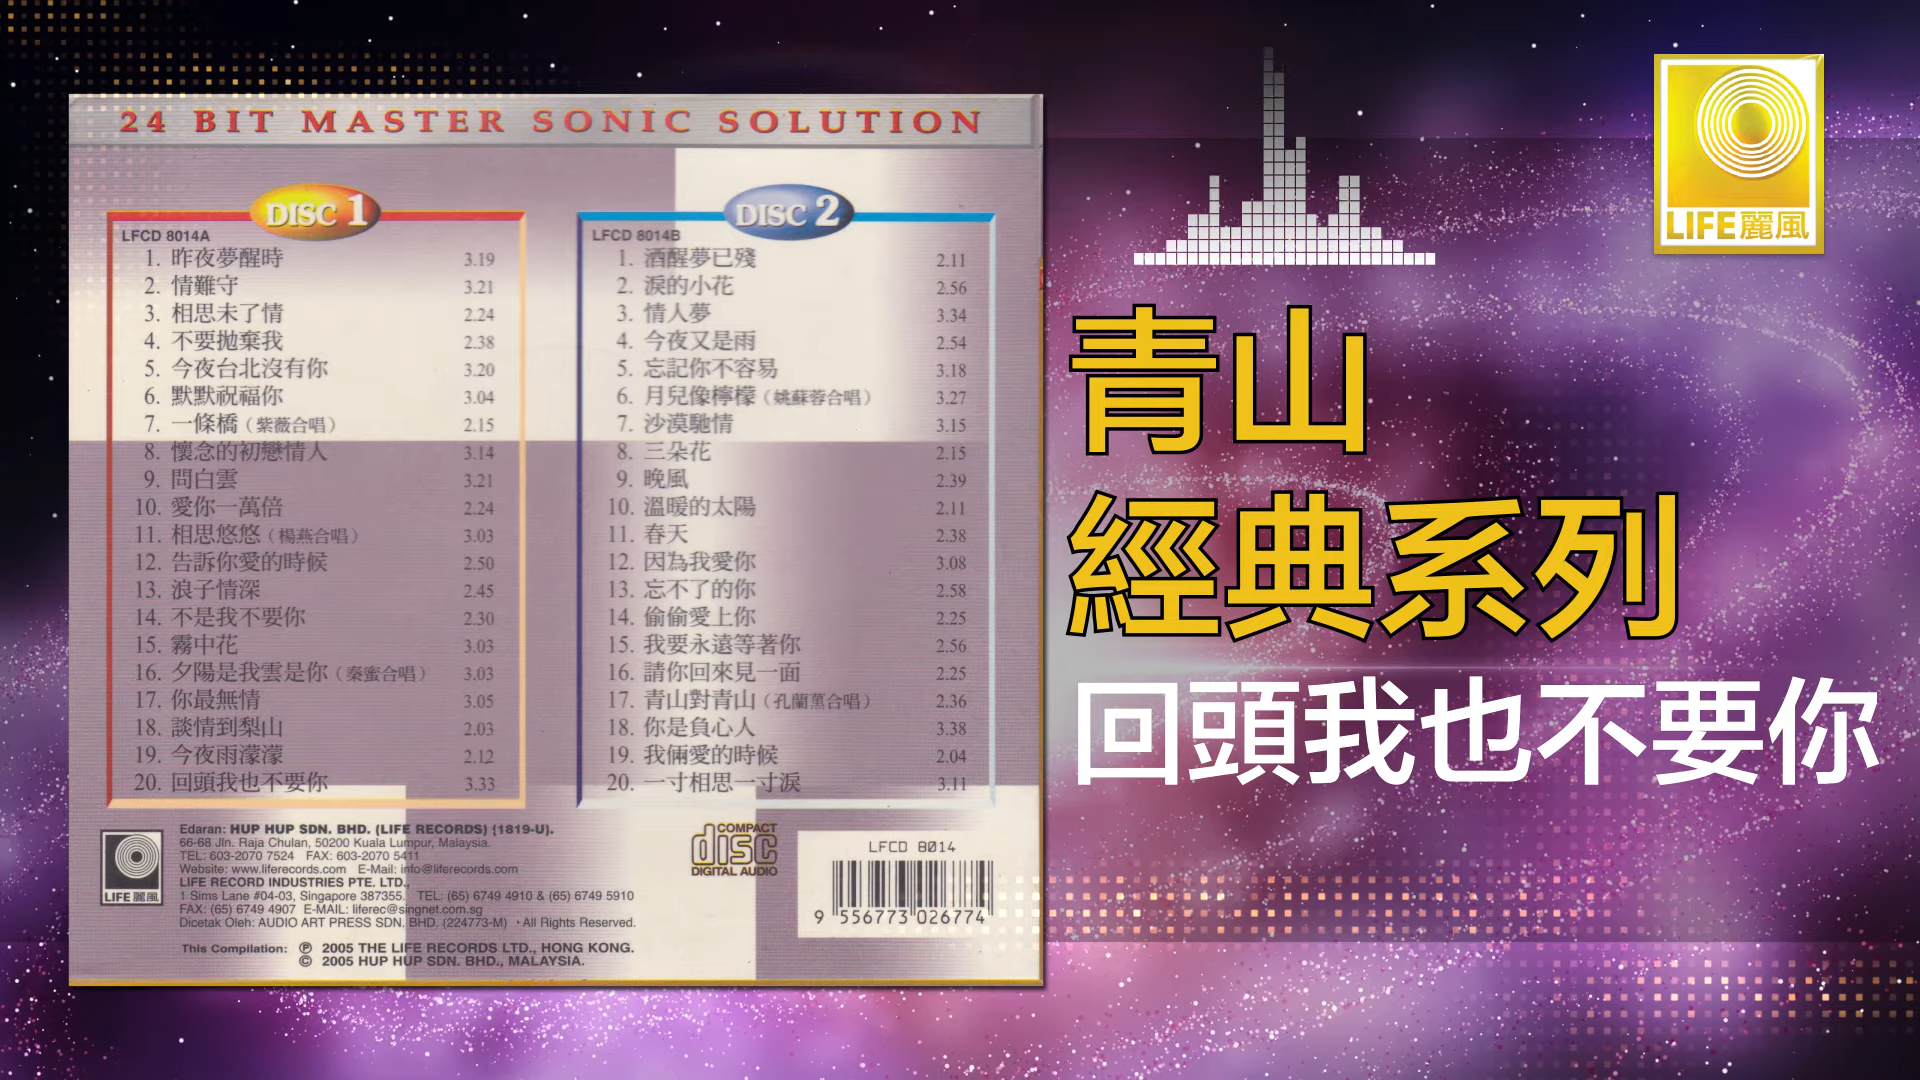 24 BIT MASTER SONIC SOLUTION
DISC 1
LFCD 8014A
1. 昨夜夢醒時 3.19
2. 情難守 3.21
3. 相思未了情 2.24
4. 不要拋棄我 2.38
5. 今夜台北沒有你 3.20
6. 默默祝福你 3.04
7. 一條橋（紫薇合唱） 2.15
8. 懷念的初戀情人 3.14
9. 問白雲 3.21
10. 愛你一萬倍 2.24
11. 相思悠悠（楊燕合唱） 3.03
12. 告訴你愛的時候 2.50
13. 浪子情深 2.45
14. 不是我不要你 2.30
15. 霧中花 3.03
16. 夕陽是我雲是你（秦蜜合唱） 3.03
17. 你最無情 3.05
18. 談情到梨山 2.03
19. 今夜雨濛濛 2.12
20. 回頭我也不要你 3.33
DISC 2
LFCD 8014B
1. 酒醒夢已殘 2.11
2. 淚的小花 2.56
3. 情人夢 3.34
4. 今夜又是雨 2.54
5. 忘記你不容易 3.18
6. 月兒像檸檬（姚蘇蓉合唱） 3.27
7. 沙漠馳情 3.15
8. 三朵花 2.15
9. 晚風 2.39
10. 溫暖的太陽 2.11
11. 春天 2.38
12. 因為我愛你 3.08
13. 忘不了的你 2.58
14. 偷偷愛上你 2.25
15. 我要永遠等著你 2.56
16. 請你回來見一面 2.25
17. 青山對青山（孔蘭薰合唱） 2.36
18. 你是負心人 3.38
19. 我倆愛的時候 2.04
20. 一寸相思一寸淚 3.11
LIFE麗風
Edaran: HUP HUP SDN. BHD. (LIFE RECORDS) (1819-U).
66-68 Jln. Raja Chulan, 50200 Kuala Lumpur, Malaysia.
TEL: 603-2070 7524 FAX: 603-2070 5411
Website: www.liferecords.com E-Mail: info@liferecords.com
LIFE RECORD INDUSTRIES PTE. LTD.,
1 Sims Lane #04-03, Singapore 387355. TEL: (65) 6749 4910 & (65) 6749 5910
FAX: (65) 6749 4907 E-MAIL: liferec@singnet.com.sg
Dicetak Oleh: AUDIO ART PRESS SDN. BHD. (224773-M) • All Rights Reserved.
This Compilation: ℗ 2005 THE LIFE RECORDS LTD., HONG KONG.
© 2005 HUP HUP SDN. BHD., MALAYSIA.
COMPACT
disc
DIGITAL AUDIO
LFCD 8014
9 556773 026774
LIFE麗風
青山
經典系列
回頭我也不要你